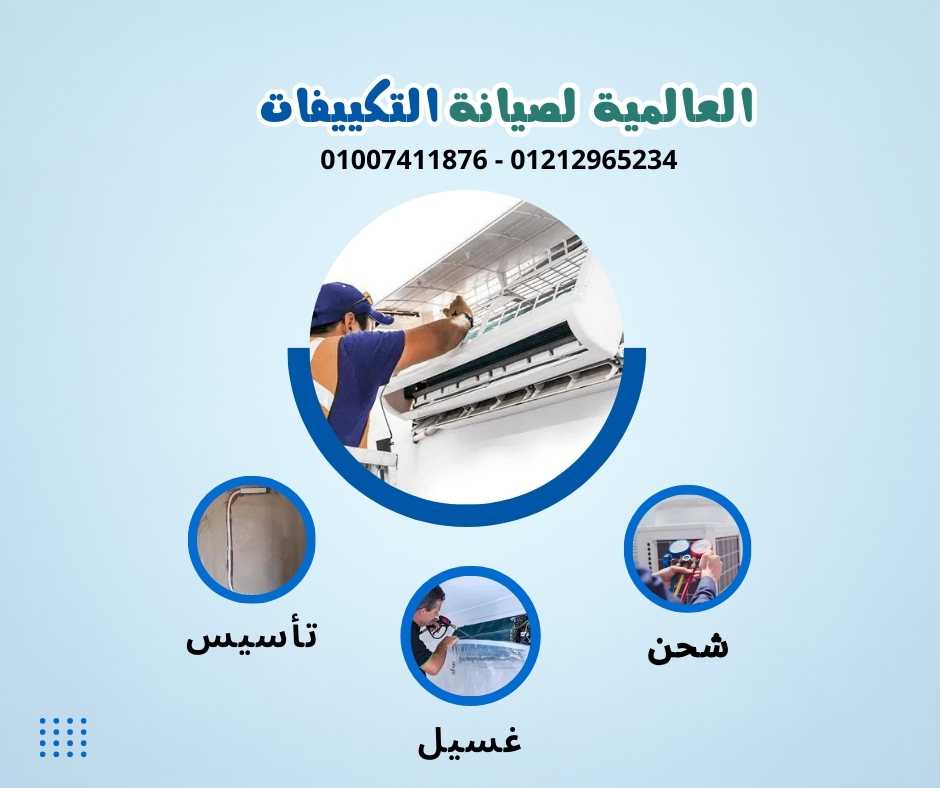 العالمية لصيانة التكييفات
01007411876 - 01212965234
شحن
تأسيس
غسيل